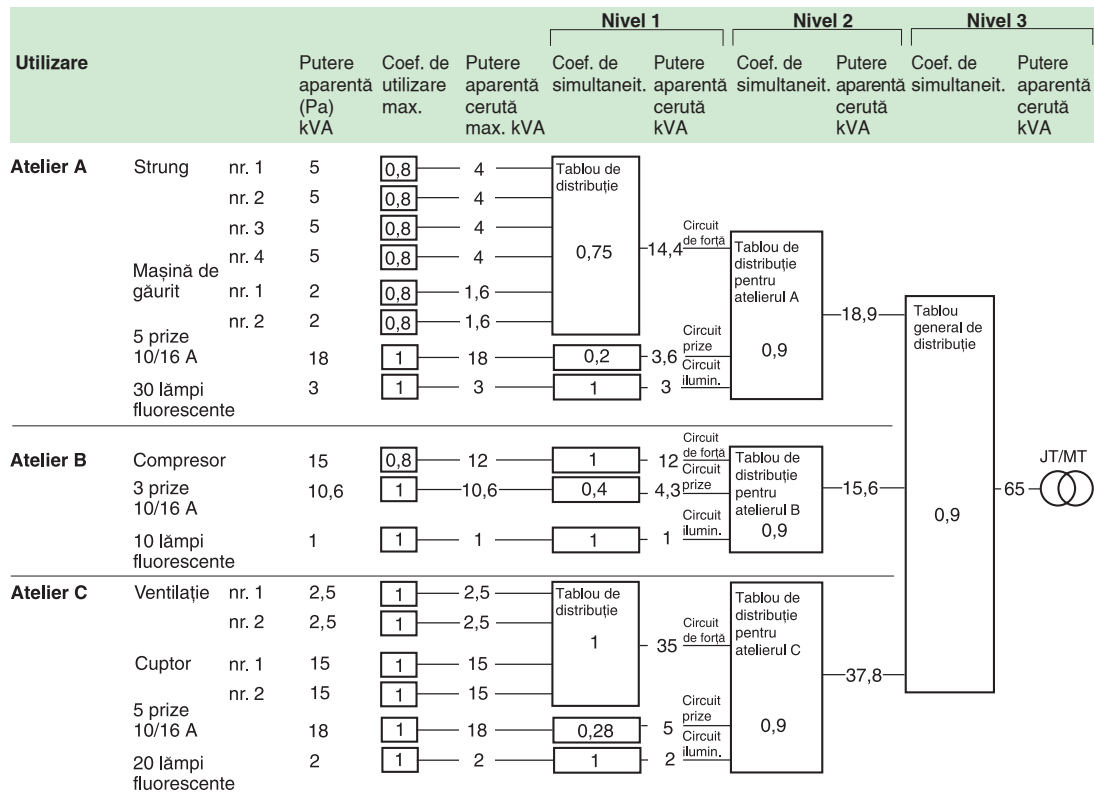 Nivel 1 Nivel 2 Nivel 3
Utilizare Putere Coef. de Putere Coef. de Putere Coef. de Putere Coef. de Putere
aparentă utilizare aparentă simultaneit. aparentă simultaneit. aparentă simultaneit. aparentă
(Pa) max. cerută cerută cerută cerută
kVA max. kVA kVA kVA kVA
Atelier A Strung nr. 1 5 0,8 4 Tablou de
distribuție
nr. 2 5 0,8 4
nr. 3 5 0,8 4 Circuit
de forță
nr. 4 5 0,8 4 0,75 14,4 Tablou de
distribuție
pentru
atelierul A
Mașină de
găurit nr. 1 2 0,8 1,6
nr. 2 2 0,8 1,6 18,9 Tablou
general de
distribuție
5 prize Circuit
prize
10/16 A 18 1 18 0,2 3,6 0,9
Circuit
ilumin.
30 lămpi 3 1 3 1 3
fluorescente
Circuit
de forță
Atelier B Compresor 15 0,8 12 1 12 Tablou de
distribuție
pentru
atelierul B
JT/MT
3 prize Circuit
prize
10/16 A 10,6 1 10,6 0,4 4,3 15,6 65
0,9
Circuit
ilumin.
10 lămpi 1 1 1 1 1 0,9
fluorescente
Atelier C Ventilație nr. 1 2,5 1 2,5 Tablou de
distribuție
Tablou de
distribuție
pentru
atelierul C
nr. 2 2,5 1 2,5 Circuit
de forță
1 35
Cuptor nr. 1 15 1 15 37,8
nr. 2 15 1 15
5 prize Circuit
prize
10/16 A 18 1 18 0,28 5 0,9
Circuit
ilumin.
20 lămpi 2 1 2 1 2
fluorescente